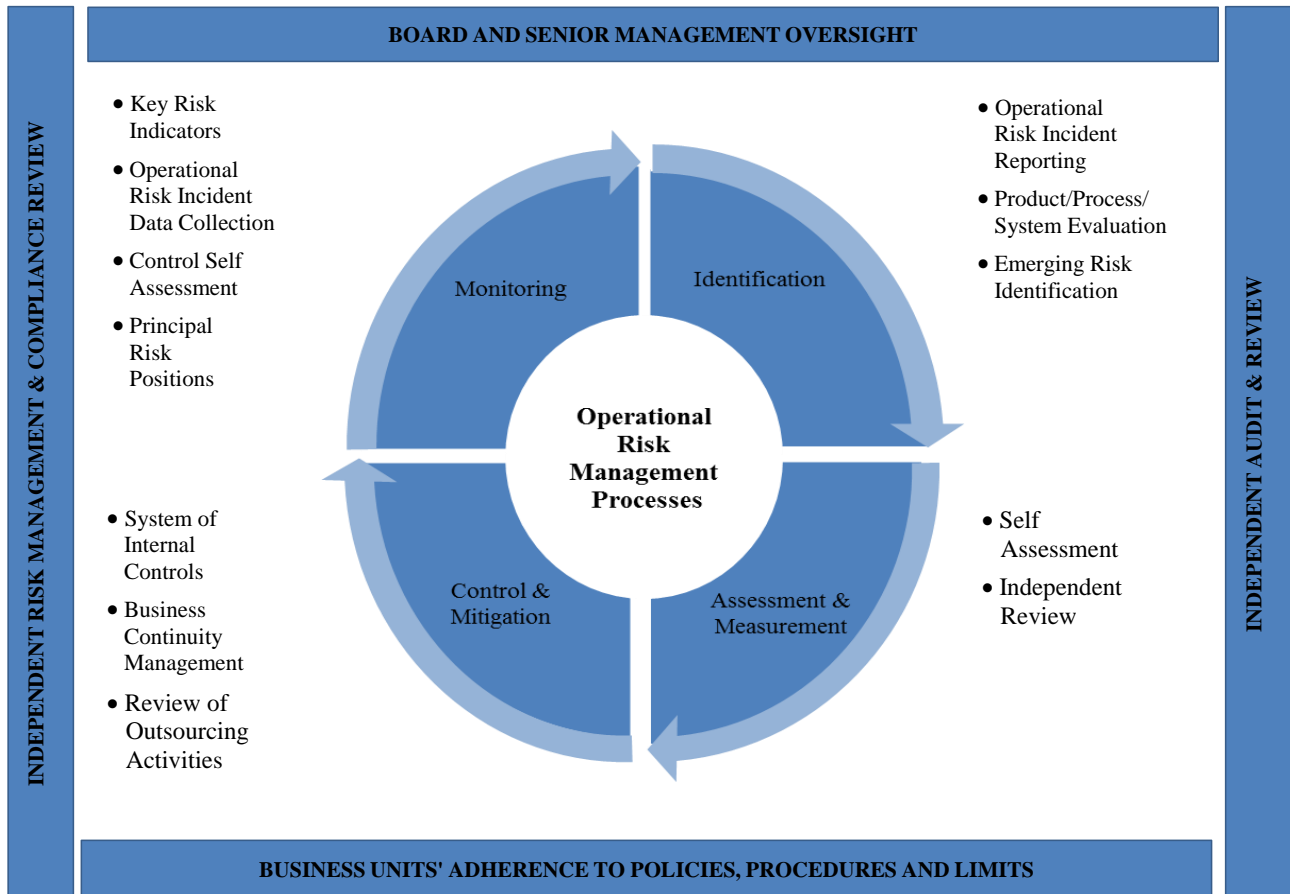 BOARD AND SENIOR MANAGEMENT OVERSIGHT
INDEPENDENT RISK MANAGEMENT & COMPLIANCE REVIEW
• Key Risk
Indicators
• Operational
Risk Incident
Data Collection
• Control Self
Assessment
• Principal
Risk
Positions
Monitoring
Identification
• Operational
Risk Incident
Reporting
• Product/Process/
System Evaluation
• Emerging Risk
Identification
Operational
Risk
Management
Processes
• System of
Internal
Controls
• Business
Continuity
Management
• Review of
Outsourcing
Activities
Control &
Mitigation
Assessment &
Measurement
• Self
Assessment
• Independent
Review
INDEPENDENT AUDIT & REVIEW
BUSINESS UNITS' ADHERENCE TO POLICIES, PROCEDURES AND LIMITS